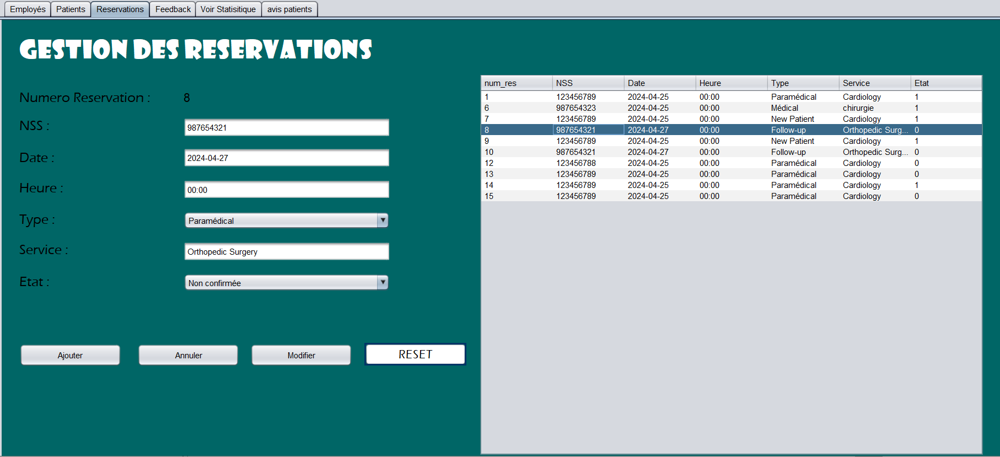 Employés Patients Reservations Feedback Voir Statisitique avis patients
GESTION DES RESERVATIONS
Numero Reservation : 8
NSS : 987654321
Date : 2024-04-27
Heure : 00:00
Type : Paramédical
Service : Orthopedic Surgery
Etat : Non confirmée
Ajouter Annuler Modifier RESET
num_res NSS Date Heure Type Service Etat
1 123456789 2024-04-25 00:00 Paramédical Cardiology 1
6 987654323 2024-04-25 00:00 Médical chirurgie 1
7 123456789 2024-04-25 00:00 New Patient Cardiology 1
8 987654321 2024-04-27 00:00 Follow-up Orthopedic Surg... 0
9 123456789 2024-04-25 00:00 New Patient Cardiology 1
10 987654321 2024-04-27 00:00 Follow-up Orthopedic Surg... 0
12 123456788 2024-04-25 00:00 Paramédical Cardiology 0
13 123456789 2024-04-25 00:00 Paramédical Cardiology 0
14 123456789 2024-04-25 00:00 Paramédical Cardiology 1
15 123456789 2024-04-25 00:00 Paramédical Cardiology 0